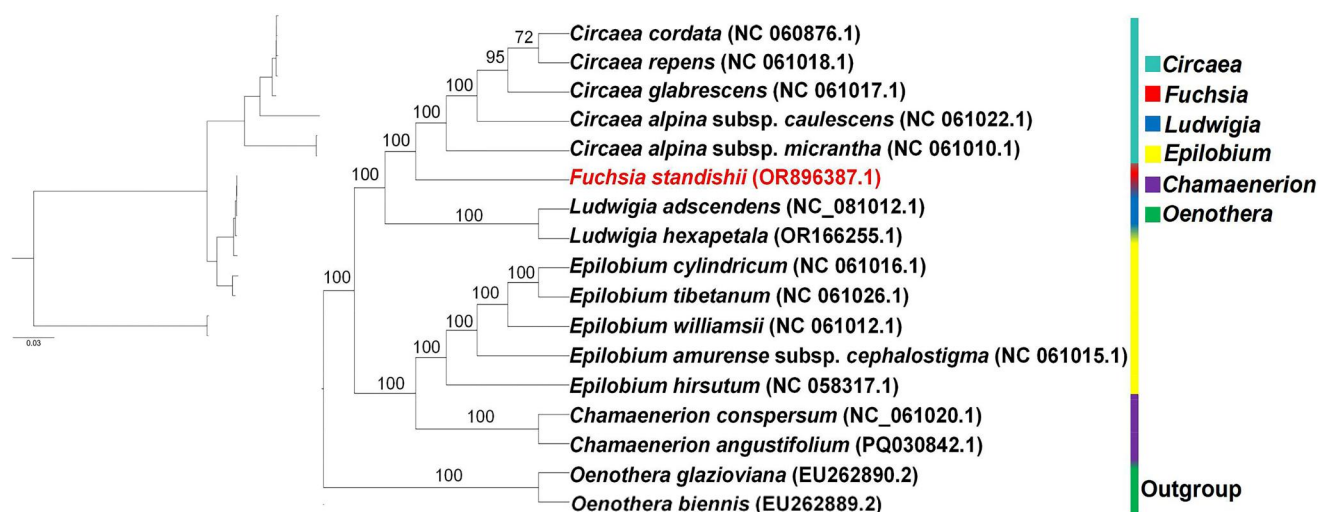 72
Circaea cordata (NC 060876.1)
95
Circaea repens (NC 061018.1)
100
Circaea glabrescens (NC 061017.1)
100
Circaea alpina subsp. caulescens (NC 061022.1)
100
Circaea alpina subsp. micrantha (NC 061010.1)
100
Fuchsia standishii (OR896387.1)
100
Ludwigia adscendens (NC_081012.1)
Ludwigia hexapetala (OR166255.1)
100
100
Epilobium cylindricum (NC 061016.1)
100
Epilobium tibetanum (NC 061026.1)
100
Epilobium williamsii (NC 061012.1)
100
Epilobium amurense subsp. cephalostigma (NC 061015.1)
100
Epilobium hirsutum (NC 058317.1)
100
Chamaenerion conspersum (NC_061020.1)
Chamaenerion angustifolium (PQ030842.1)
100
Oenothera glazioviana (EU262890.2)
Oenothera biennis (EU262889.2)
0.03
Circaea
Fuchsia
Ludwigia
Epilobium
Chamaenerion
Oenothera
Outgroup